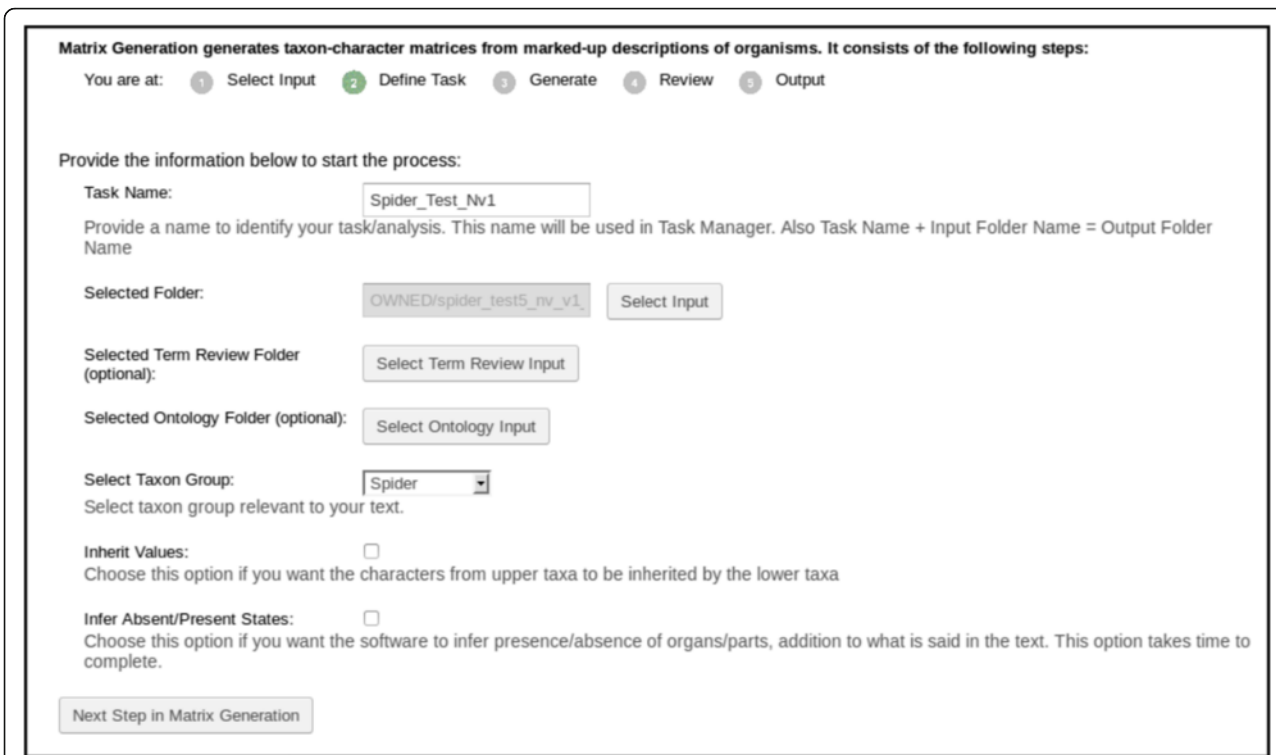 Matrix Generation generates taxon-character matrices from marked-up descriptions of organisms. It consists of the following steps:
You are at: 1 Select Input 2 Define Task 3 Generate 4 Review 5 Output
Provide the information below to start the process:
Task Name: Spider_Test_Nv1
Provide a name to identify your task/analysis. This name will be used in Task Manager. Also Task Name + Input Folder Name = Output Folder
Name
Selected Folder: OWNED/spider_test5_nv_v1_ Select Input
Selected Term Review Folder
(optional): Select Term Review Input
Selected Ontology Folder (optional): Select Ontology Input
Select Taxon Group: Spider
Select taxon group relevant to your text.
Inherit Values:
Choose this option if you want the characters from upper taxa to be inherited by the lower taxa
Infer Absent/Present States:
Choose this option if you want the software to infer presence/absence of organs/parts, addition to what is said in the text. This option takes time to
complete.
Next Step in Matrix Generation